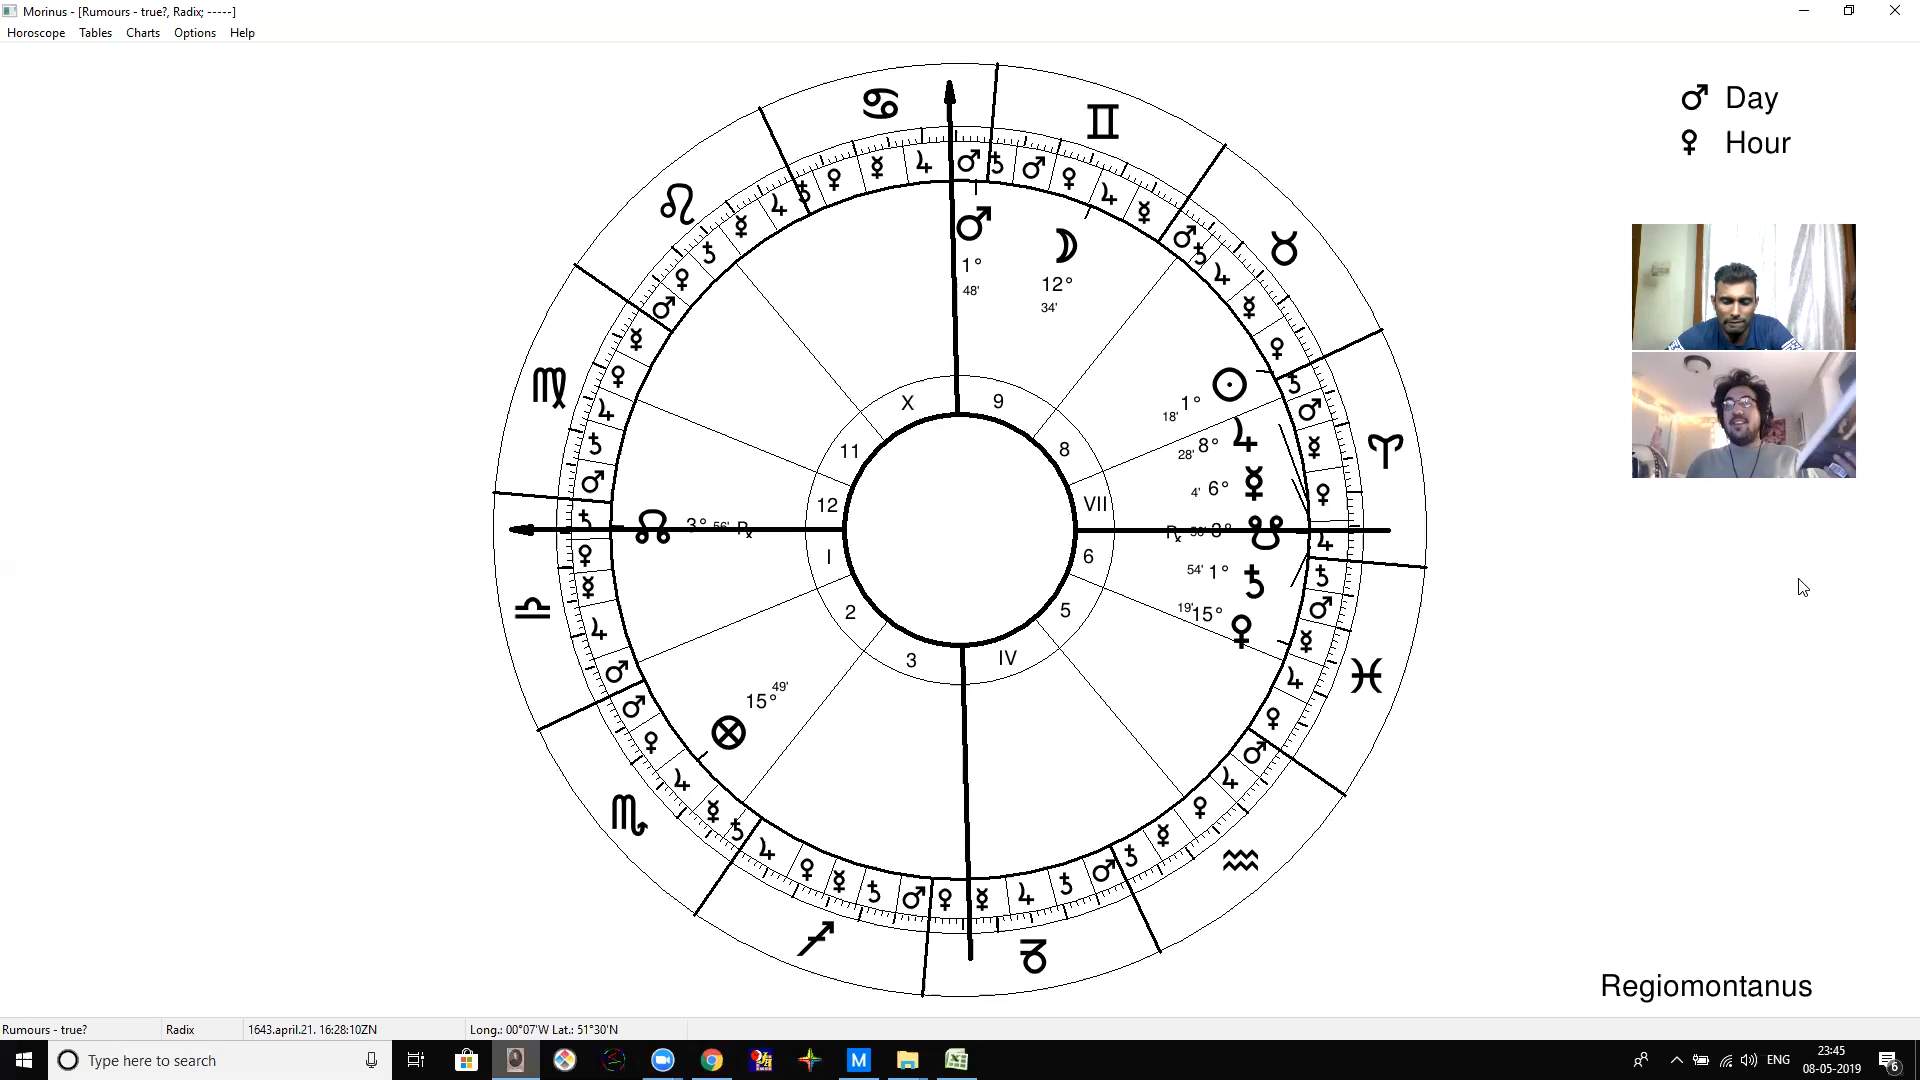 Morinus - [Rumours - true?, Radix; -----]
Horoscope Tables Charts Options Help
♂ Day
♀ Hour
♋ ♊ ♌ ♉ ♍ ♈ ♎ ♓ ♏ ♒ ♐ ♑
♂ 1° 48'
☽ 12° 34'
☉ 1° 18'
♃ 8° 28'
☿ 6° 4'
☊ 3° 56' ℞
☋ ℞
♄ 1° 54'
♀ 15° 19'
⊗ 15° 49'
X 9
11 8
12 VII
I 6
2 5
3 IV
Regiomontanus
Rumours - true? Radix 1643.april.21. 16:28:10ZN Long.: 00°07'W Lat.: 51°30'N
Type here to search
M
ENG
23:45
08-05-2019
6